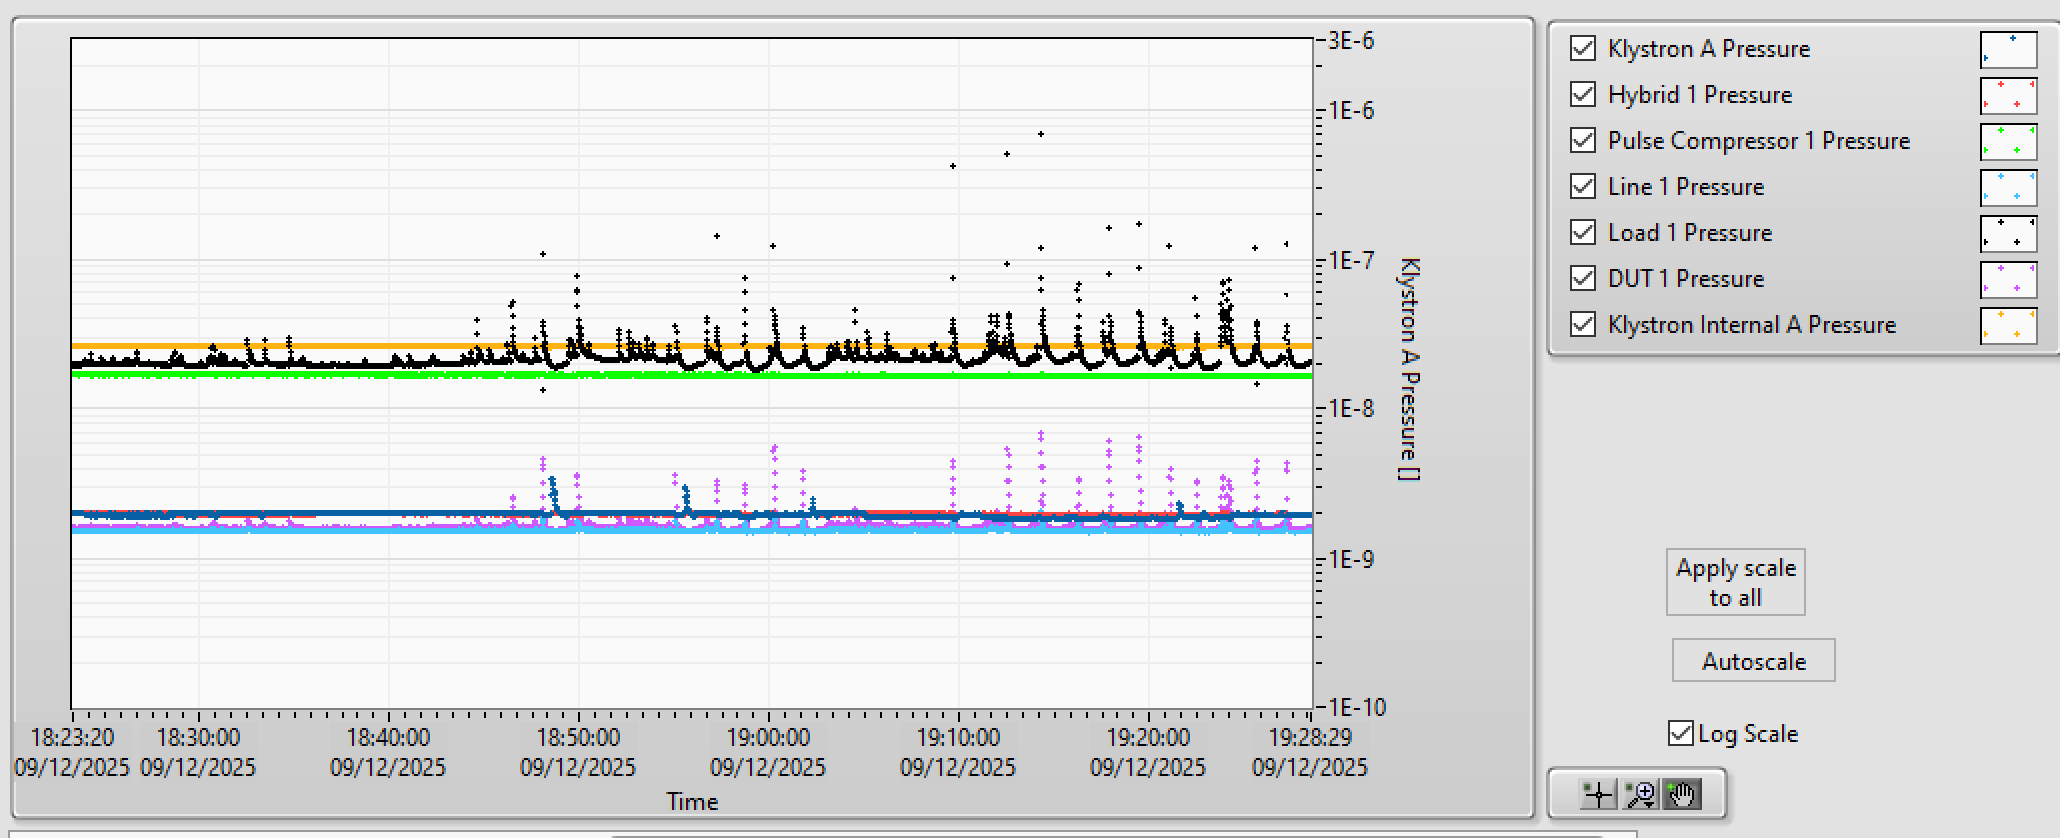 3E-6
1E-6
1E-7
1E-8
1E-9
1E-10
Klystron A Pressure []
18:23:20 18:30:00 18:40:00 18:50:00 19:00:00 19:10:00 19:20:00 19:28:29
09/12/2025 09/12/2025 09/12/2025 09/12/2025 09/12/2025 09/12/2025 09/12/2025 09/12/2025
Time
Klystron A Pressure
Hybrid 1 Pressure
Pulse Compressor 1 Pressure
Line 1 Pressure
Load 1 Pressure
DUT 1 Pressure
Klystron Internal A Pressure
Apply scale
to all
Autoscale
Log Scale